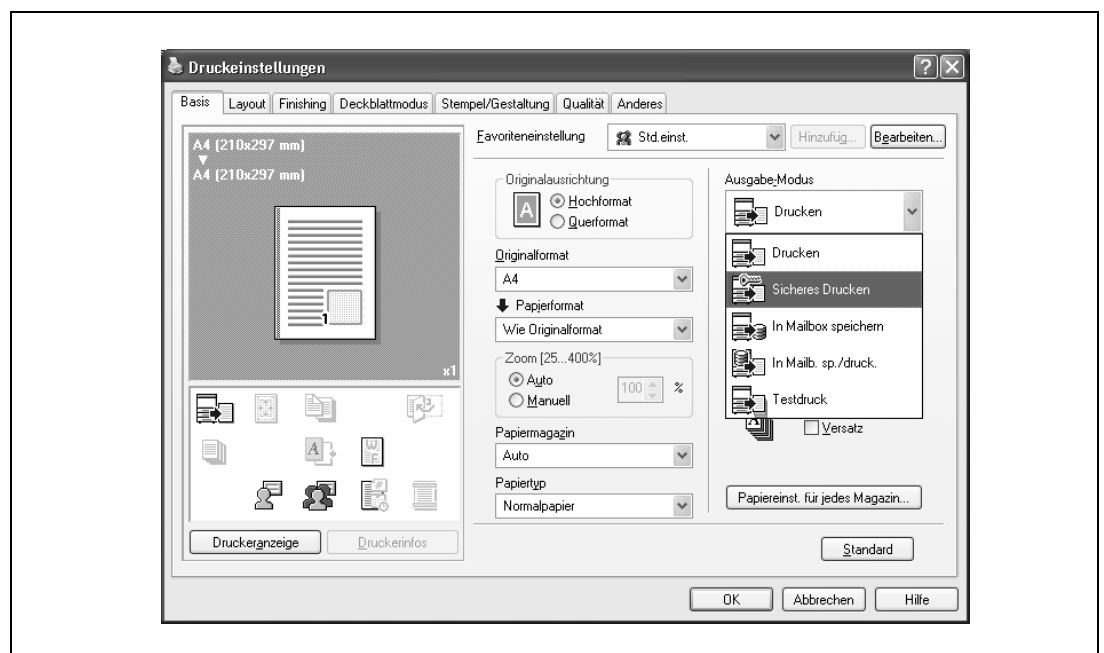 Druckeinstellungen
Basis Layout Finishing Deckblattmodus Stempel/Gestaltung Qualität Anderes
A4 (210x297 mm)
A4 (210x297 mm)
1
x1
Druckeranzeige Druckerinfos
Favoriteneinstellung Std.einst. Hinzufüg... Bearbeiten...
Originalausrichtung
A
Hochformat
Querformat
Originalformat
A4
Papierformat
Wie Originalformat
Zoom [25...400%]
Auto
Manuell
100 %
Papiermagazin
Auto
Papiertyp
Normalpapier
Ausgabe-Modus
Drucken
Drucken
Sicheres Drucken
In Mailbox speichern
In Mailb. sp./druck.
Testdruck
Versatz
Papiereinst. für jedes Magazin...
Standard
OK Abbrechen Hilfe